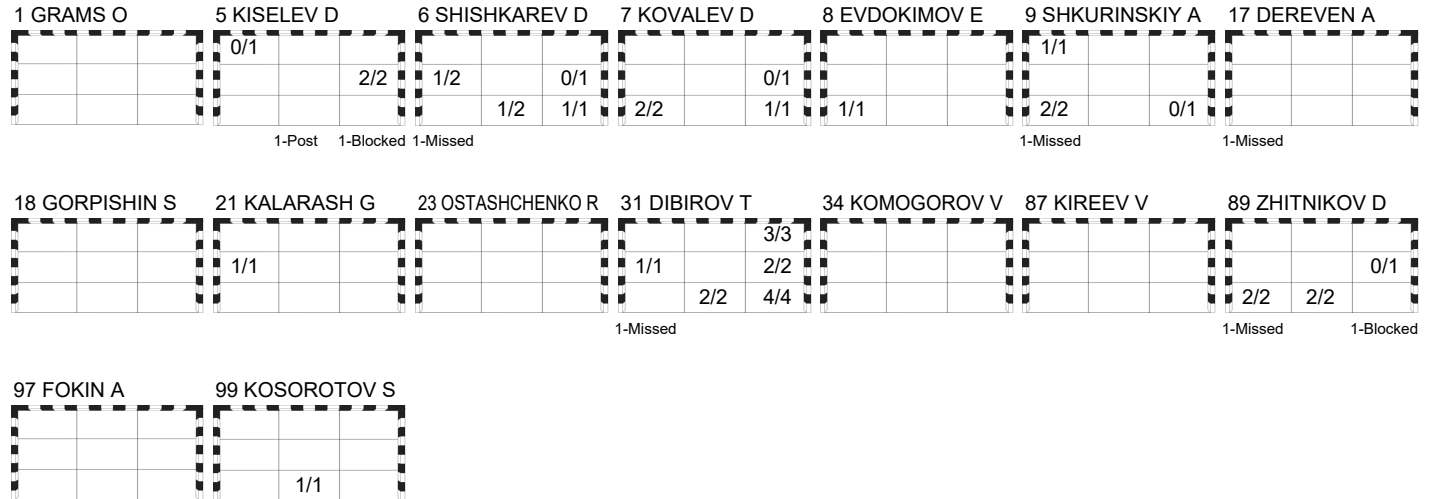 1 GRAMS O 5 KISELEV D 6 SHISHKAREV D 7 KOVALEV D 8 EVDOKIMOV E 9 SHKURINSKIY A 17 DEREVEN A
0/1 1/1
2/2 1/2 0/1 0/1
1/2 1/1 2/2 1/1 1/1 2/2 0/1
1-Post 1-Blocked 1-Missed 1-Missed 1-Missed
18 GORPISHIN S 21 KALARASH G 23 OSTASHCHENKO R 31 DIBIROV T 34 KOMOGOROV V 87 KIREEV V 89 ZHITNIKOV D
3/3
1/1 1/1 2/2 0/1
2/2 4/4 2/2 2/2
1-Missed 1-Missed 1-Blocked
97 FOKIN A 99 KOSOROTOV S
1/1